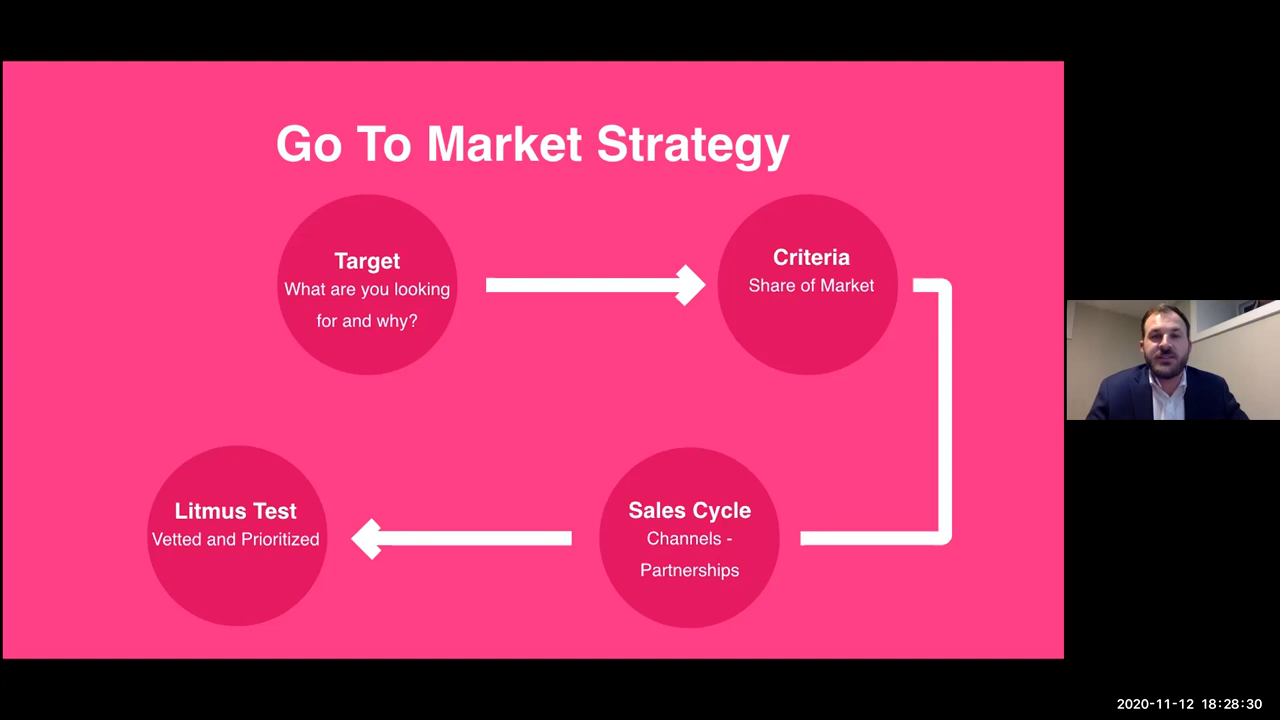 Go To Market Strategy
Target
What are you looking
for and why?
Criteria
Share of Market
Litmus Test
Vetted and Prioritized
Sales Cycle
Channels -
Partnerships
2020-11-12 18:28:30